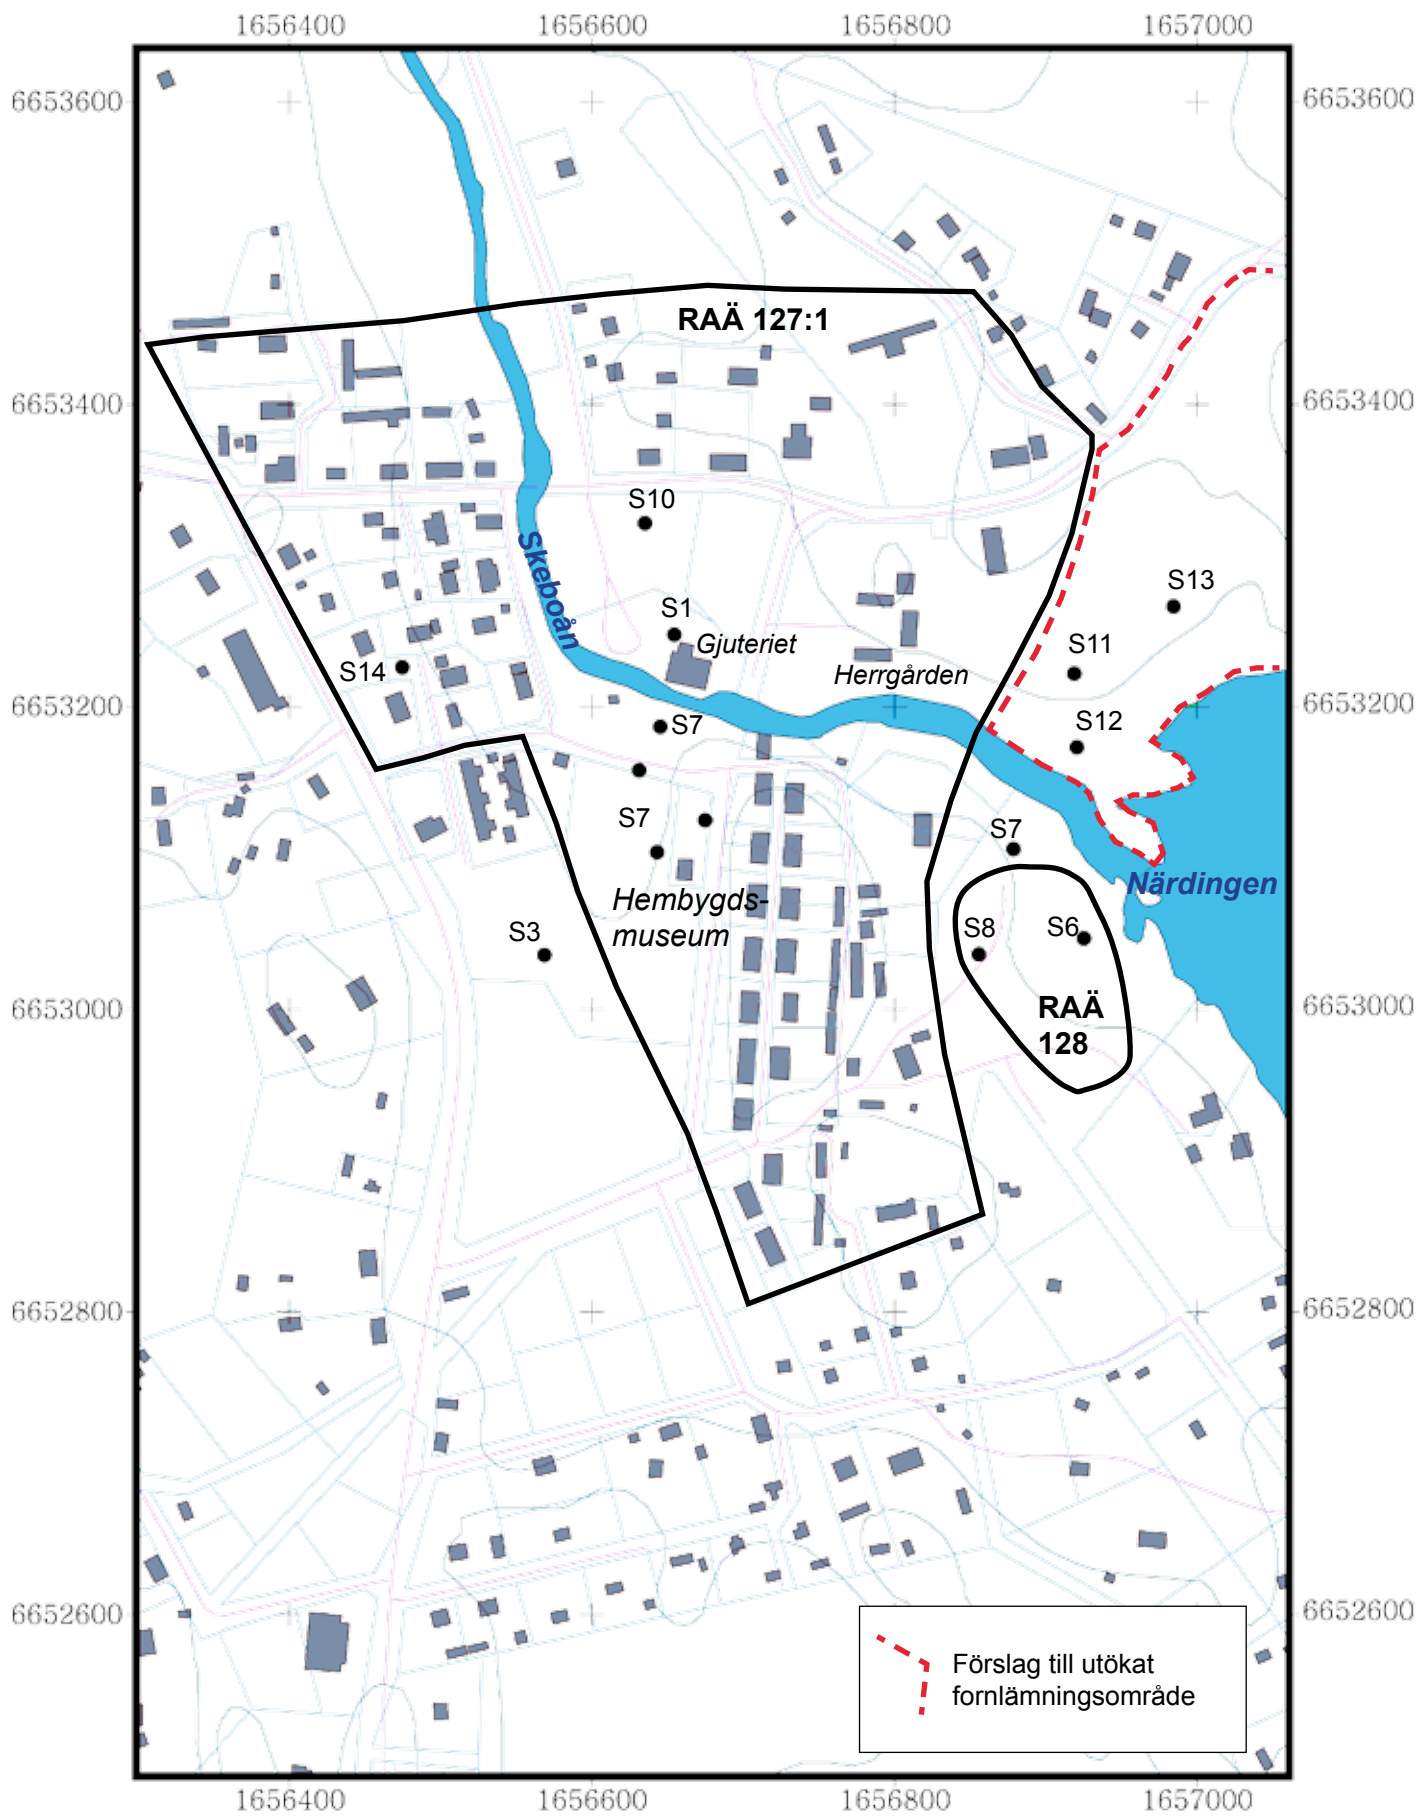 1656400 1656600 1656800 1657000
6653600 6653600
RAÄ 127:1
6653400 6653400
S10
Skeboån
S13
S1
Gjuteriet
S11
S14
Herrgården
6653200 6653200
S7
S12
S7
S7
Närdingen
Hembygds-
museum
S3
S8
S6
6653000 6653000
RAÄ
128
6652800 6652800
6652600 6652600
Förslag till utökat
fornlämningsområde
1656400 1656600 1656800 1657000